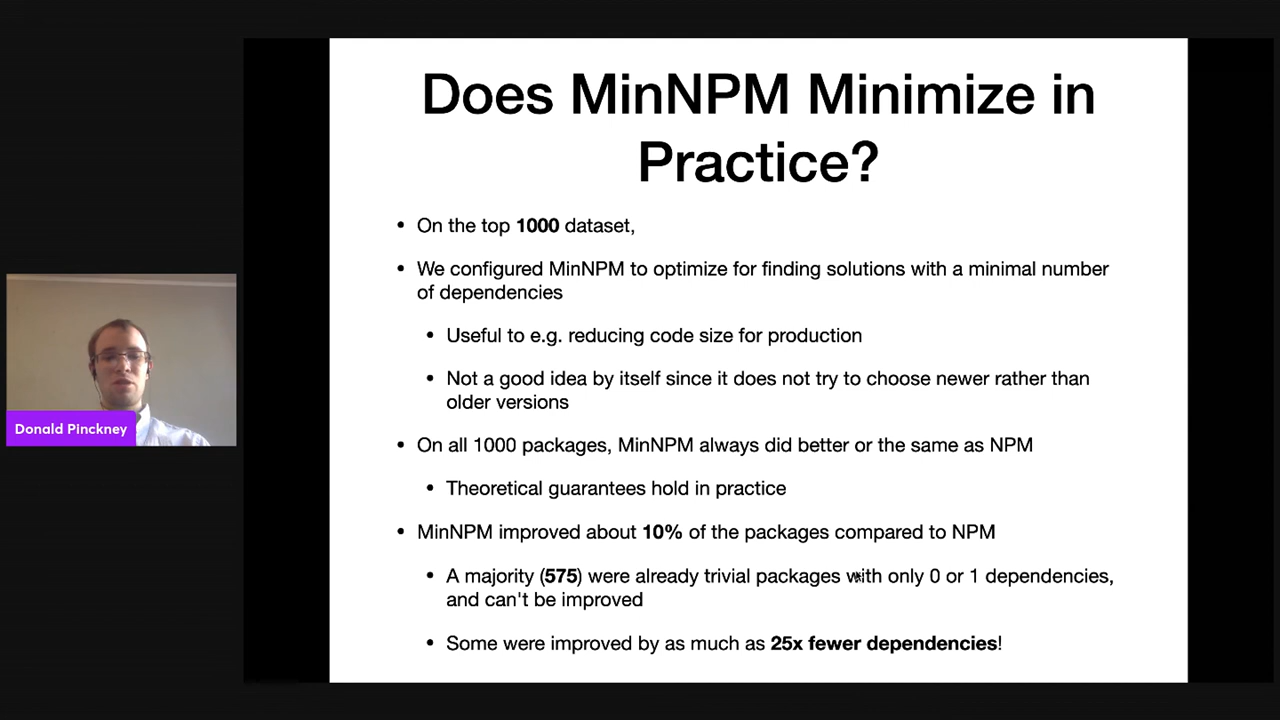 Does MinNPM Minimize in
Practice?
• On the top 1000 dataset,
• We configured MinNPM to optimize for finding solutions with a minimal number
of dependencies
• Useful to e.g. reducing code size for production
• Not a good idea by itself since it does not try to choose newer rather than
older versions
• On all 1000 packages, MinNPM always did better or the same as NPM
• Theoretical guarantees hold in practice
• MinNPM improved about 10% of the packages compared to NPM
• A majority (575) were already trivial packages with only 0 or 1 dependencies,
and can't be improved
• Some were improved by as much as 25x fewer dependencies!
Donald Pinckney